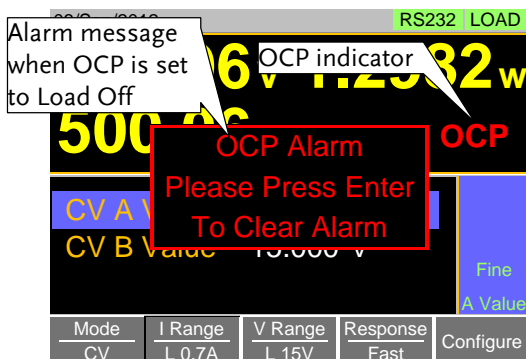 RS232 LOAD
Alarm message
when OCP is set
to Load Off
OCP indicator
OCP
OCP Alarm
Please Press Enter
To Clear Alarm
CV A
CV B Value
Fine
A Value
Mode
CV
I Range
L 0.7A
V Range
L 15V
Response
Fast
Configure